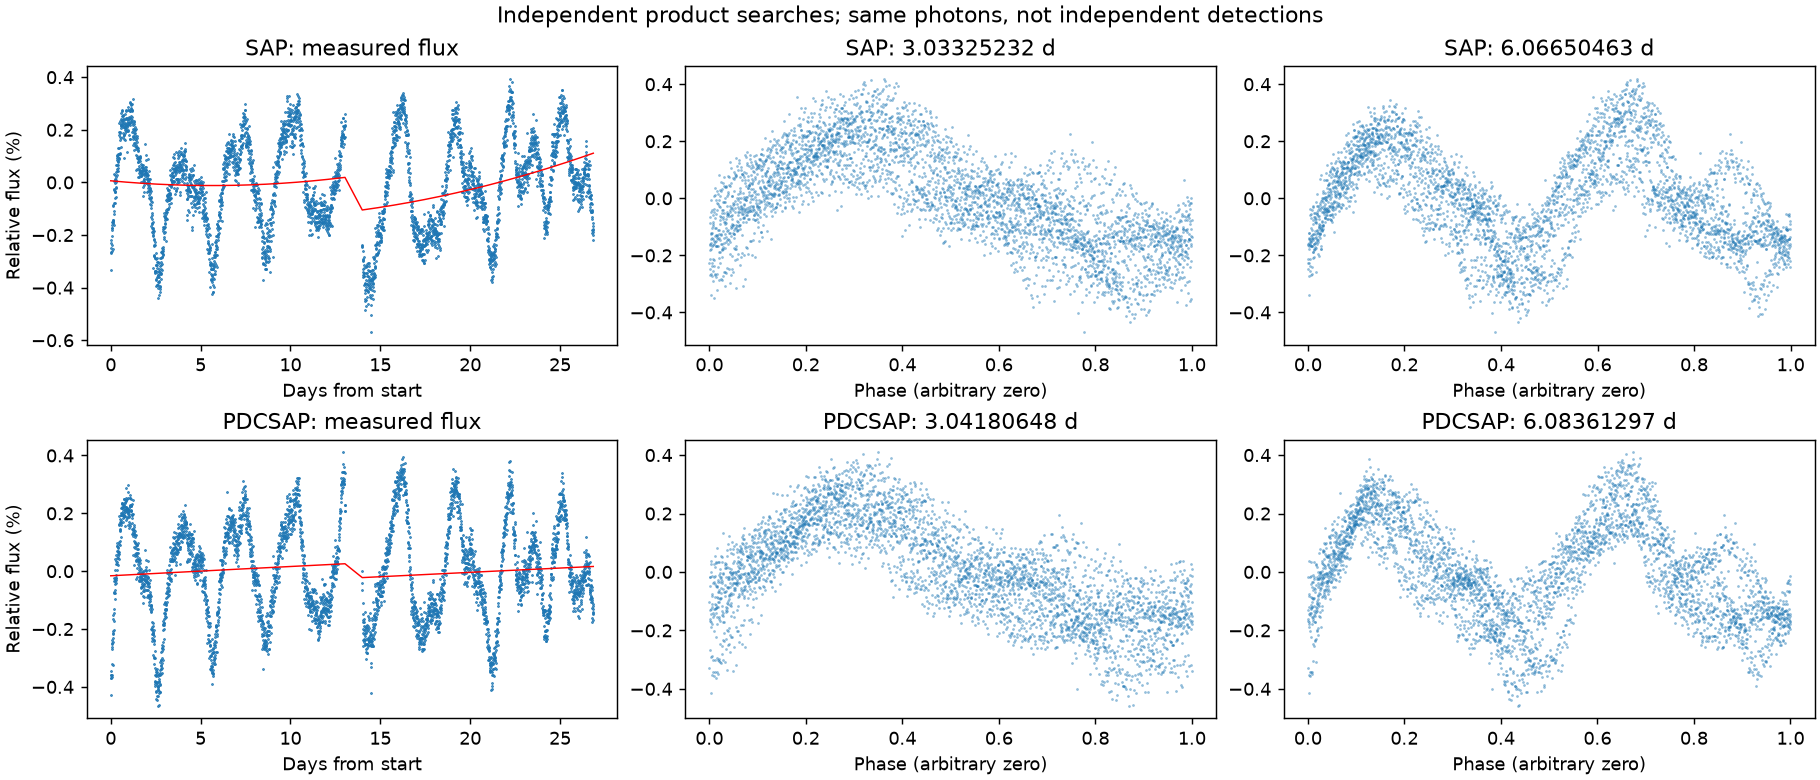 Independent product searches; same photons, not independent detections
SAP: measured flux
SAP: 3.03325232 d
SAP: 6.06650463 d
Relative flux (%)
0.4
0.2
0.0
−0.2
−0.4
−0.6
0 5 10 15 20 25
Days from start
0.4
0.2
0.0
−0.2
−0.4
0.0 0.2 0.4 0.6 0.8 1.0
Phase (arbitrary zero)
0.4
0.2
0.0
−0.2
−0.4
0.0 0.2 0.4 0.6 0.8 1.0
Phase (arbitrary zero)
PDCSAP: measured flux
PDCSAP: 3.04180648 d
PDCSAP: 6.08361297 d
Relative flux (%)
0.4
0.2
0.0
−0.2
−0.4
0 5 10 15 20 25
Days from start
0.4
0.2
0.0
−0.2
−0.4
0.0 0.2 0.4 0.6 0.8 1.0
Phase (arbitrary zero)
0.4
0.2
0.0
−0.2
−0.4
0.0 0.2 0.4 0.6 0.8 1.0
Phase (arbitrary zero)